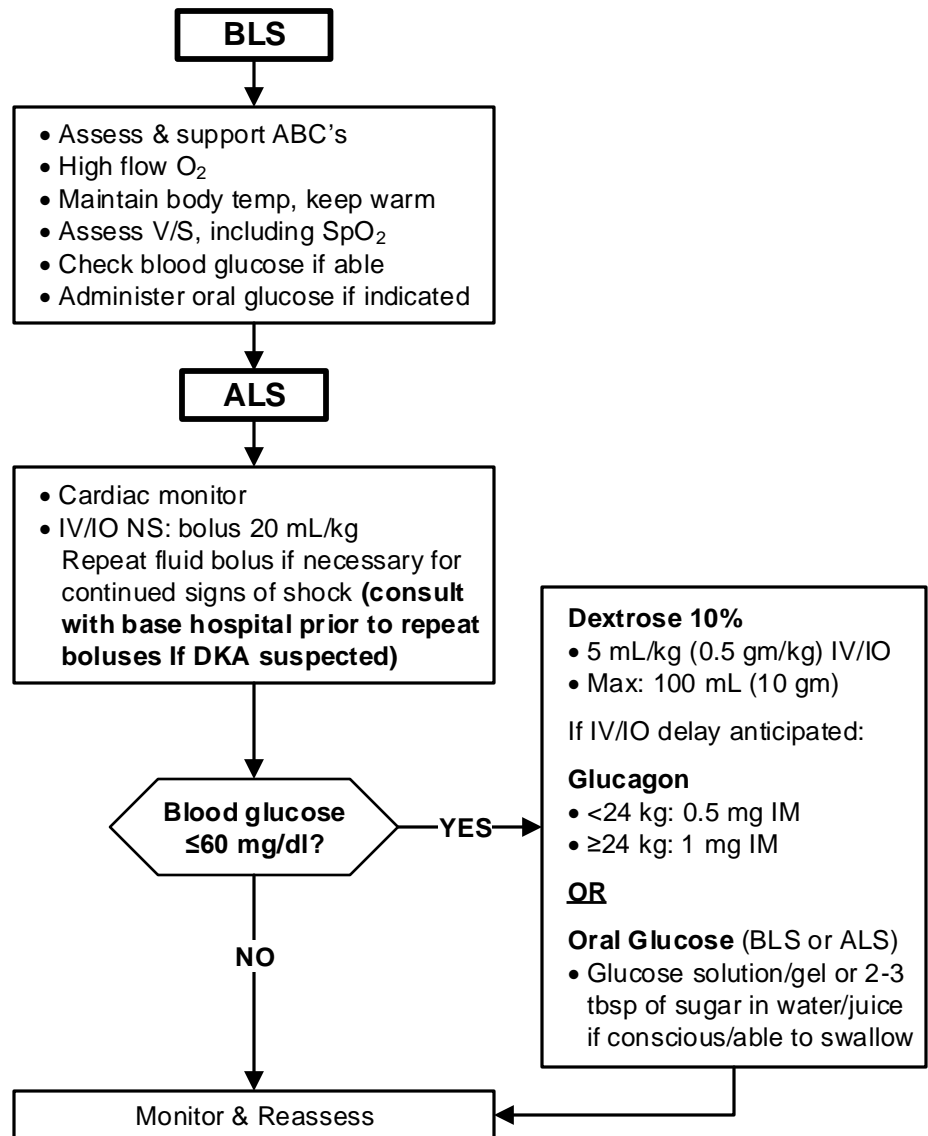 BLS
• Assess & support ABC’s
• High flow O₂
• Maintain body temp, keep warm
• Assess V/S, including SpO₂
• Check blood glucose if able
• Administer oral glucose if indicated
ALS
• Cardiac monitor
• IV/IO NS: bolus 20 mL/kg
Repeat fluid bolus if necessary for
continued signs of shock (consult
with base hospital prior to repeat
boluses If DKA suspected)
Blood glucose
≤60 mg/dl?
YES
NO
Dextrose 10%
• 5 mL/kg (0.5 gm/kg) IV/IO
• Max: 100 mL (10 gm)
If IV/IO delay anticipated:
Glucagon
• <24 kg: 0.5 mg IM
• ≥24 kg: 1 mg IM
OR
Oral Glucose (BLS or ALS)
• Glucose solution/gel or 2-3
tbsp of sugar in water/juice
if conscious/able to swallow
Monitor & Reassess